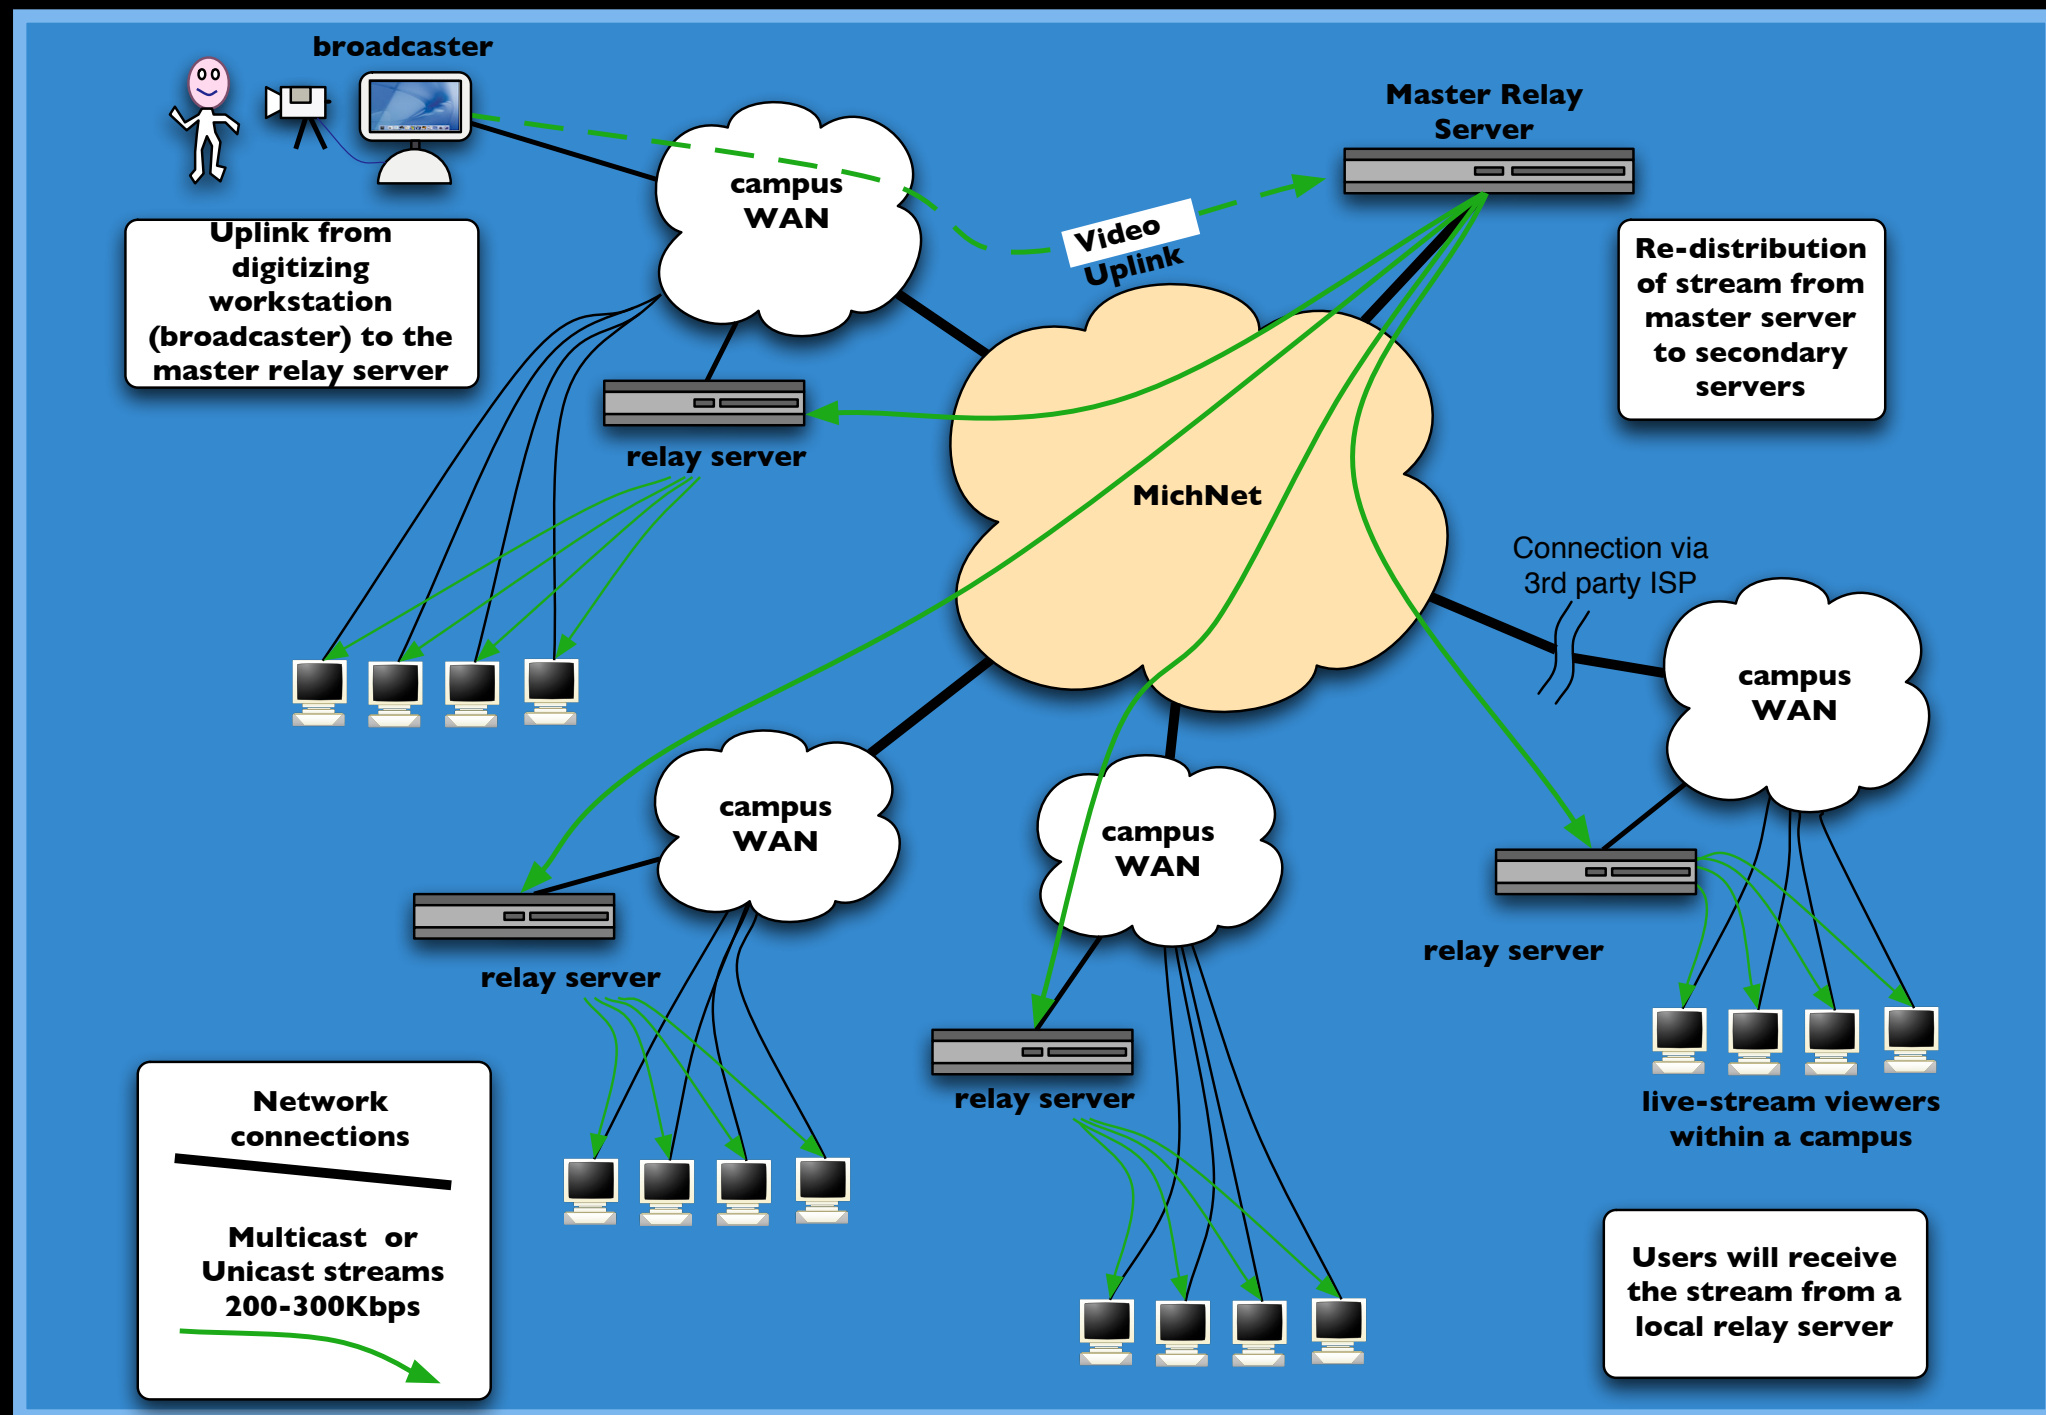 broadcaster
Master Relay
Server
campus
WAN
Video
Uplink
Uplink from
digitizing
workstation
(broadcaster) to the
master relay server
Re-distribution
of stream from
master server
to secondary
servers
relay server
MichNet
Connection via
3rd party ISP
campus
WAN
campus
WAN
campus
WAN
relay server
relay server
relay server
live-stream viewers
within a campus
Network
connections
Multicast or
Unicast streams
200-300Kbps
Users will receive
the stream from a
local relay server